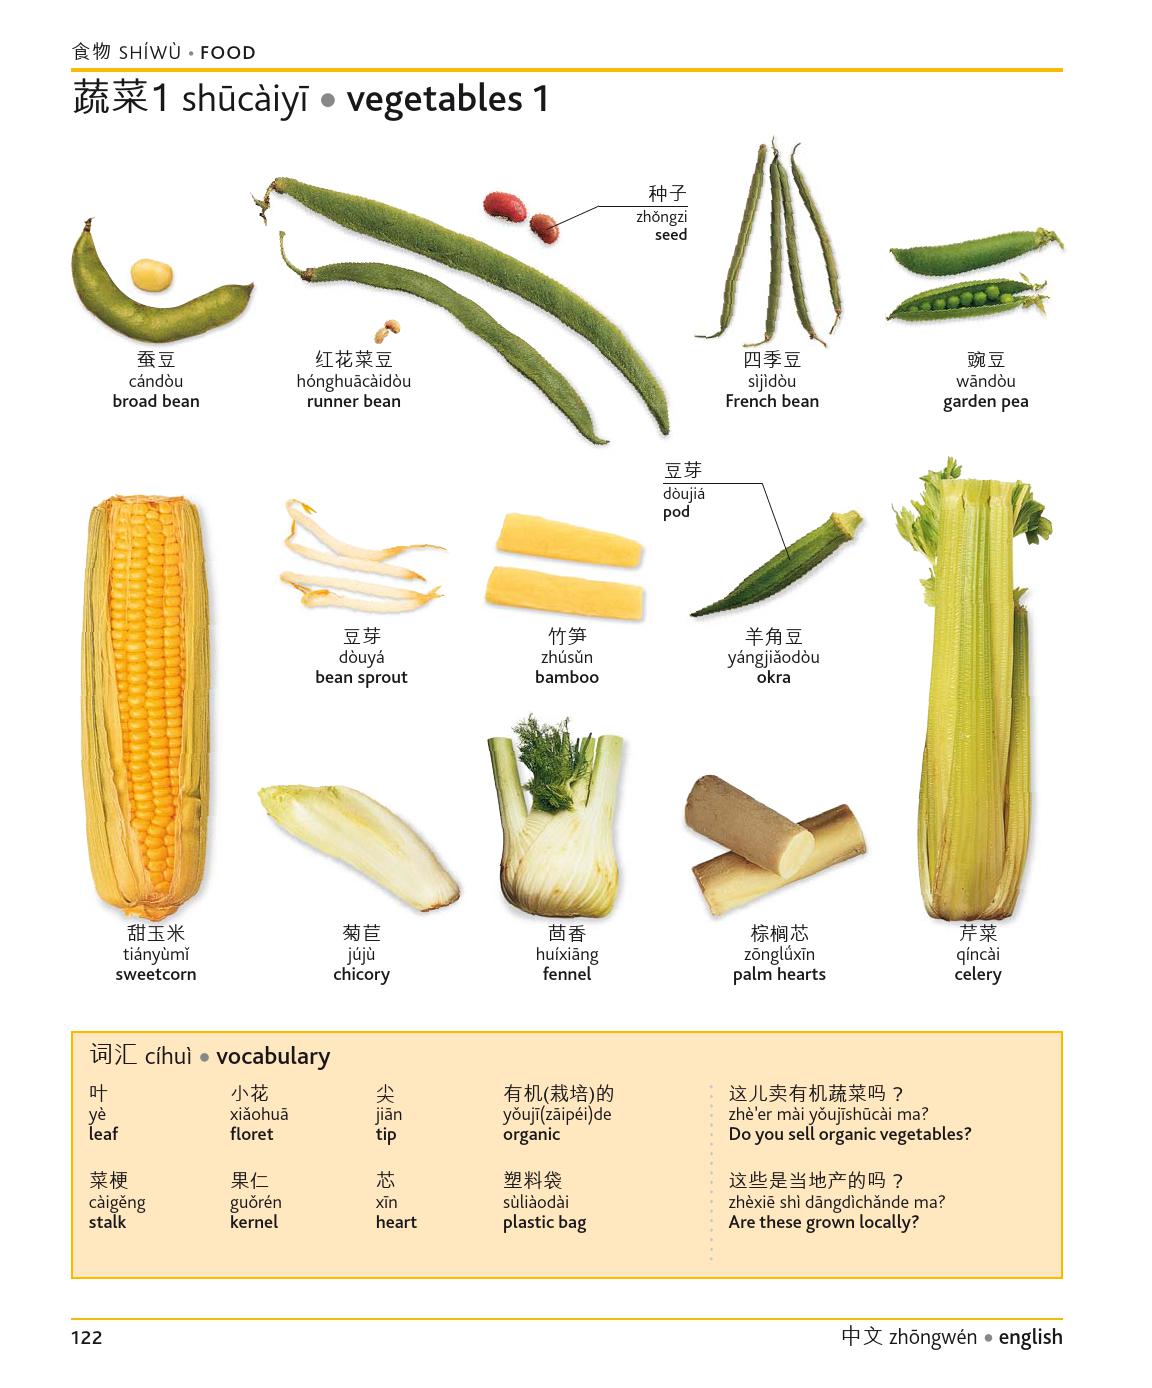 食物 SHÍWÙ • FOOD
蔬菜1 shūcàiyī • vegetables 1
种子
zhǒngzi
seed
蚕豆
cándòu
broad bean
红花菜豆
hónghuācàidòu
runner bean
四季豆
sìjìdòu
French bean
豌豆
wāndòu
garden pea
豆芽
dòujiá
pod
豆芽
dòuyá
bean sprout
竹笋
zhúsǔn
bamboo
羊角豆
yángjiǎodòu
okra
甜玉米
tiányùmǐ
sweetcorn
菊苣
jújù
chicory
茴香
huíxiāng
fennel
棕榈芯
zōnglǘxīn
palm hearts
芹菜
qíncài
celery
词汇 cíhuì • vocabulary
叶
yè
leaf
小花
xiǎohuā
floret
尖
jiān
tip
有机(栽培)的
yǒujī(zāipéi)de
organic
这儿卖有机蔬菜吗？
zhè'er mài yǒujīshūcài ma?
Do you sell organic vegetables?
菜梗
càigěng
stalk
果仁
guǒrén
kernel
芯
xīn
heart
塑料袋
sùliàodài
plastic bag
这些是当地产的吗？
zhèxiē shì dāngdìchǎnde ma?
Are these grown locally?
122
中文 zhōngwén • english